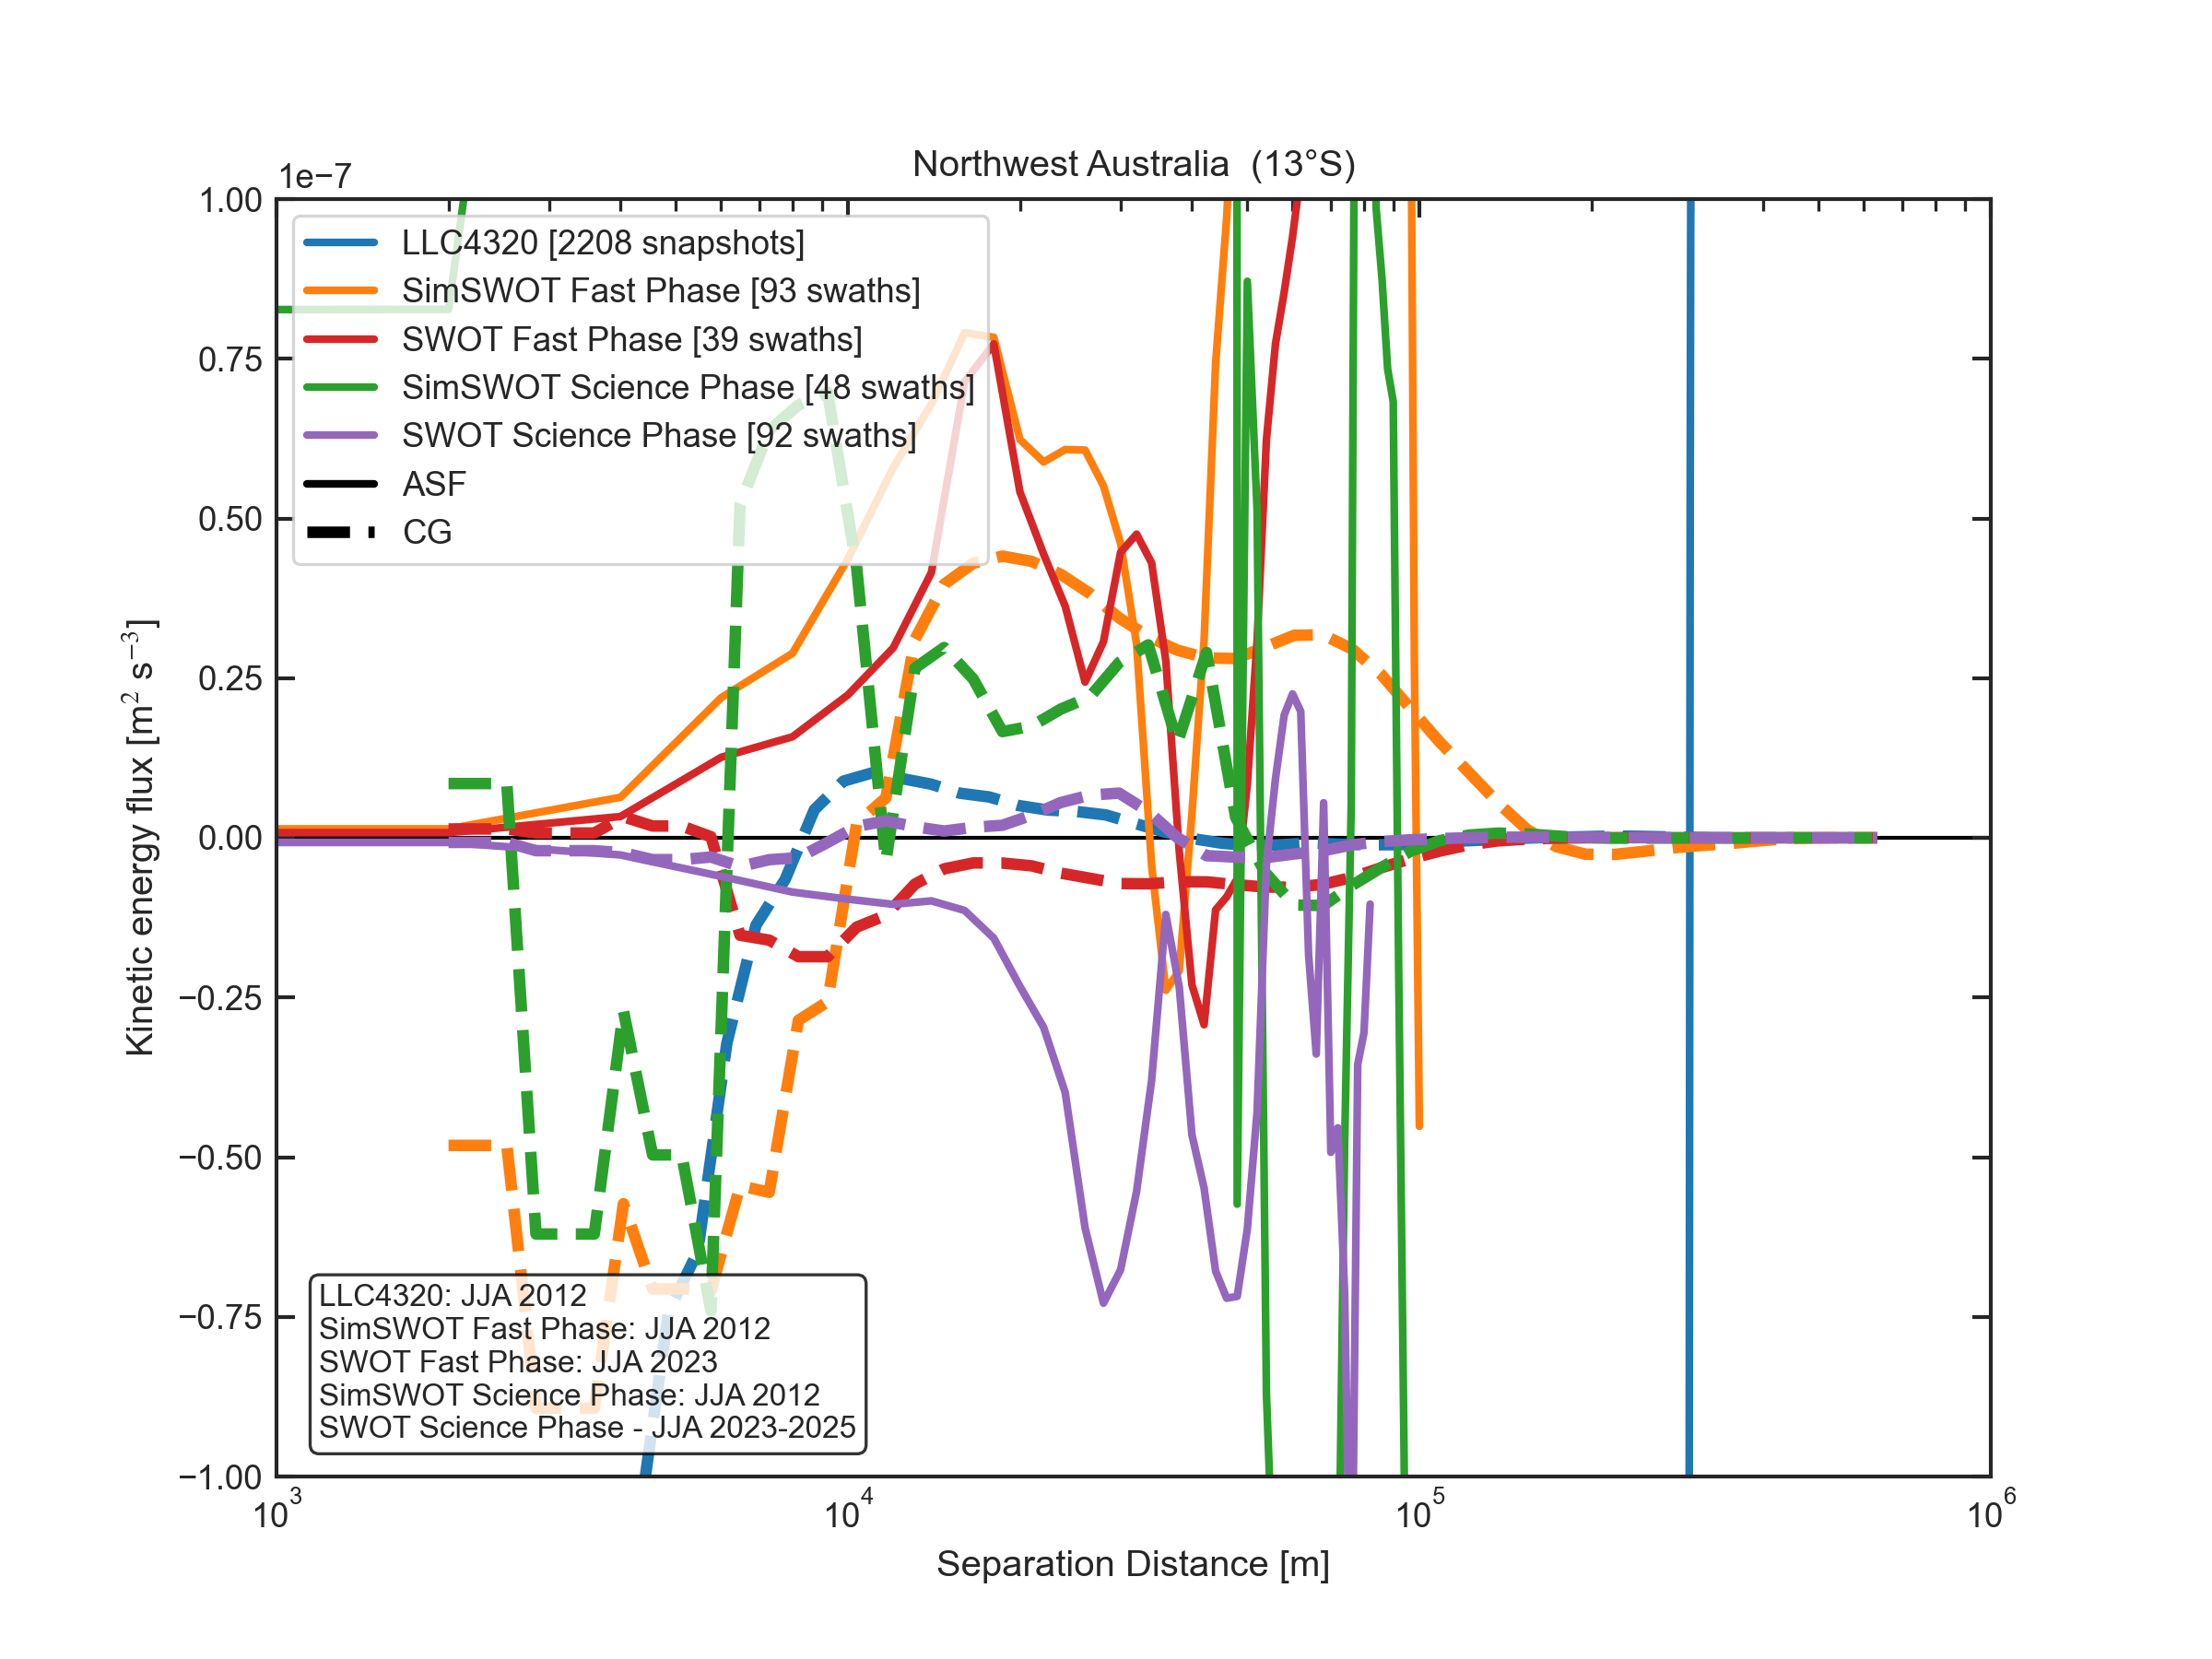 Northwest Australia (13°S)
1e−7
1.00
0.75
0.50
0.25
0.00
−0.25
−0.50
−0.75
−1.00
Kinetic energy flux [m² s⁻³]
LLC4320 [2208 snapshots]
SimSWOT Fast Phase [93 swaths]
SWOT Fast Phase [39 swaths]
SimSWOT Science Phase [48 swaths]
SWOT Science Phase [92 swaths]
ASF
CG
LLC4320: JJA 2012
SimSWOT Fast Phase: JJA 2012
SWOT Fast Phase: JJA 2023
SimSWOT Science Phase: JJA 2012
SWOT Science Phase - JJA 2023-2025
10³ 10⁴ 10⁵ 10⁶
Separation Distance [m]